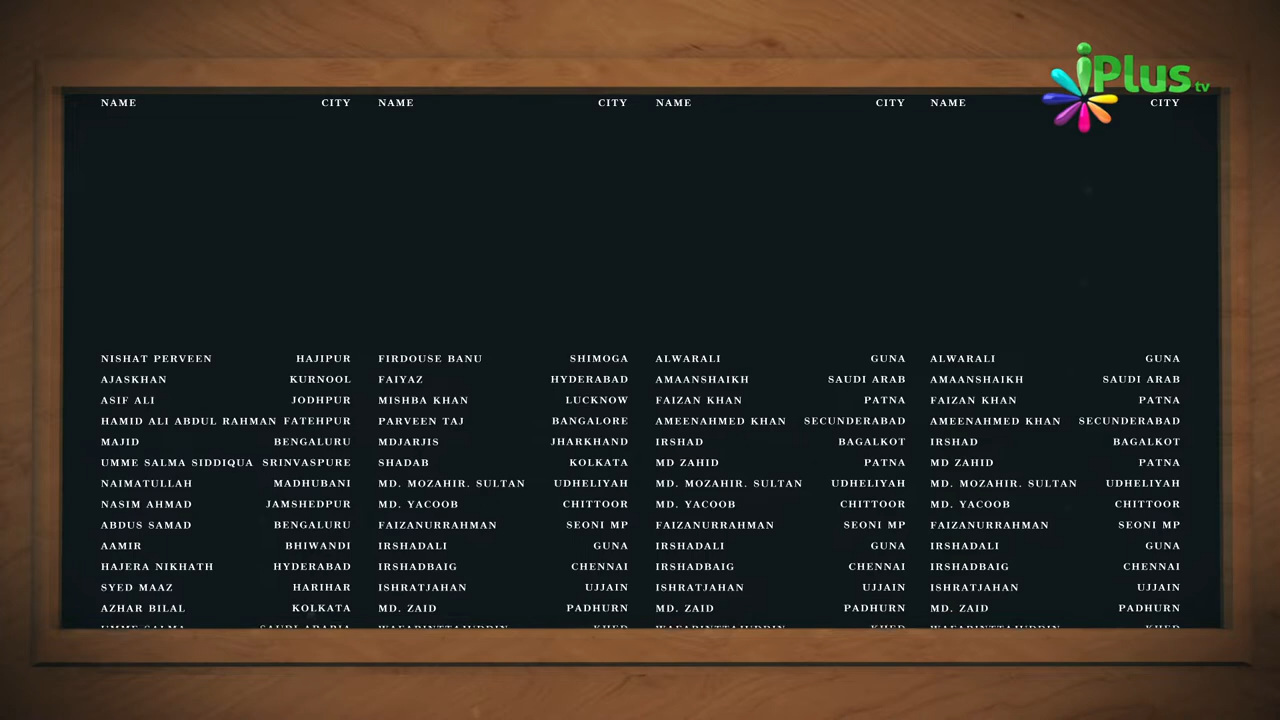 iPlus tv
NAME CITY NAME CITY NAME CITY NAME CITY
NISHAT PERVEEN HAJIPUR FIRDOUSE BANU SHIMOGA ALWARALI GUNA ALWARALI GUNA
AJASKHAN KURNOOL FAIYAZ HYDERABAD AMAANSHAIKH SAUDI ARAB AMAANSHAIKH SAUDI ARAB
ASIF ALI JODHPUR MISHBA KHAN LUCKNOW FAIZAN KHAN PATNA FAIZAN KHAN PATNA
HAMID ALI ABDUL RAHMAN FATEHPUR PARVEEN TAJ BANGALORE AMEENAHMED KHAN SECUNDERABAD AMEENAHMED KHAN SECUNDERABAD
MAJID BENGALURU MDJARJIS JHARKHAND IRSHAD BAGALKOT IRSHAD BAGALKOT
UMME SALMA SIDDIQUA SRINVASPURE SHADAB KOLKATA MD ZAHID PATNA MD ZAHID PATNA
NAIMATULLAH MADHUBANI MD. MOZAHIR. SULTAN UDHELIYAH MD. MOZAHIR. SULTAN UDHELIYAH MD. MOZAHIR. SULTAN UDHELIYAH
NASIM AHMAD JAMSHEDPUR MD. YACOOB CHITTOOR MD. YACOOB CHITTOOR MD. YACOOB CHITTOOR
ABDUS SAMAD BENGALURU FAIZANURRAHMAN SEONI MP FAIZANURRAHMAN SEONI MP FAIZANURRAHMAN SEONI MP
AAMIR BHIWANDI IRSHADALI GUNA IRSHADALI GUNA IRSHADALI GUNA
HAJERA NIKHATH HYDERABAD IRSHADBAIG CHENNAI IRSHADBAIG CHENNAI IRSHADBAIG CHENNAI
SYED MAAZ HARIHAR ISHRATJAHAN UJJAIN ISHRATJAHAN UJJAIN ISHRATJAHAN UJJAIN
AZHAR BILAL KOLKATA MD. ZAID PADHURN MD. ZAID PADHURN MD. ZAID PADHURN